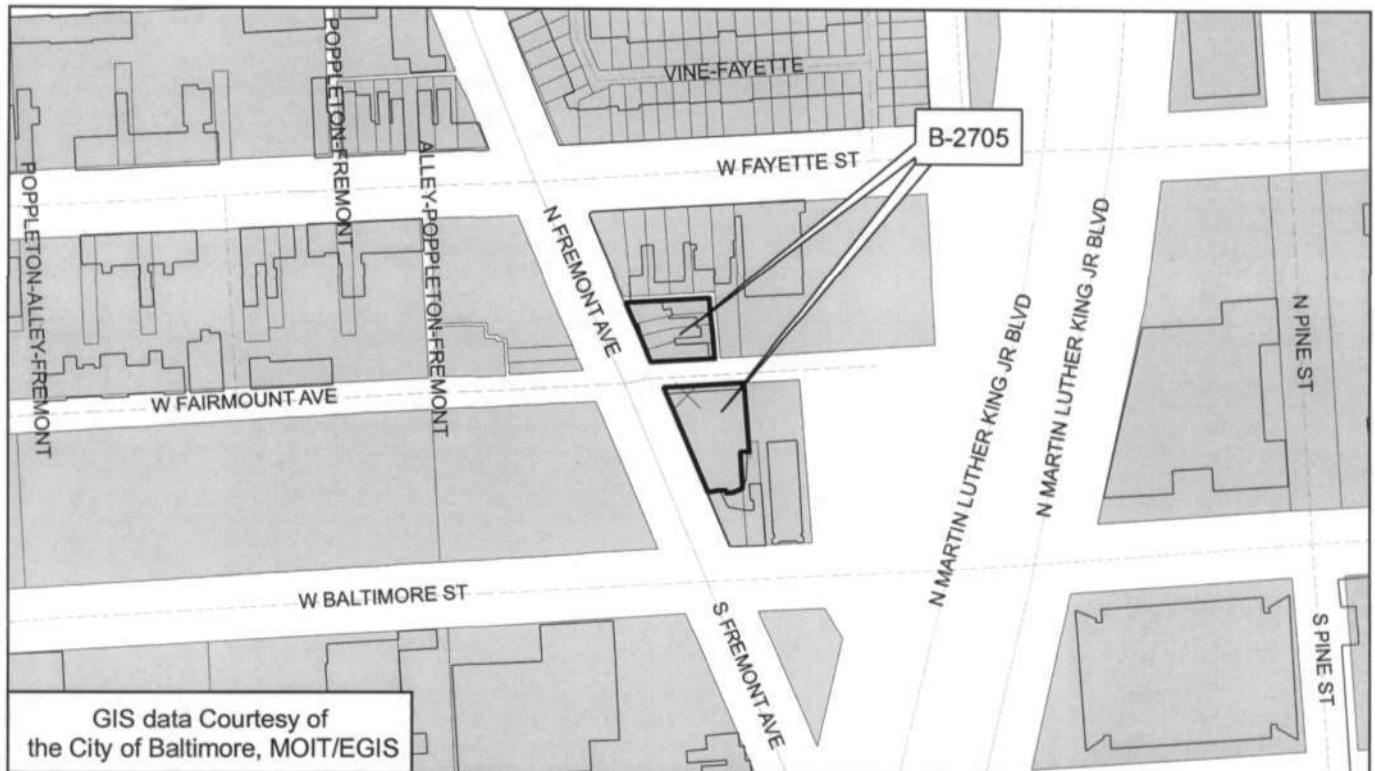 POPPLETON-FREMONT
VINE-FAYETTE
B-2705
W FAYETTE ST
POPPLETON-ALLEY-FREMONT
ALLEY-POPPLETON-FREMONT
N FREMONT AVE
N MARTIN LUTHER KING JR BLVD
N MARTIN LUTHER KING JR BLVD
N PINE ST
W FAIRMOUNT AVE
W BALTIMORE ST
S FREMONT AVE
S PINE ST
GIS data Courtesy of
the City of Baltimore, MOIT/EGIS